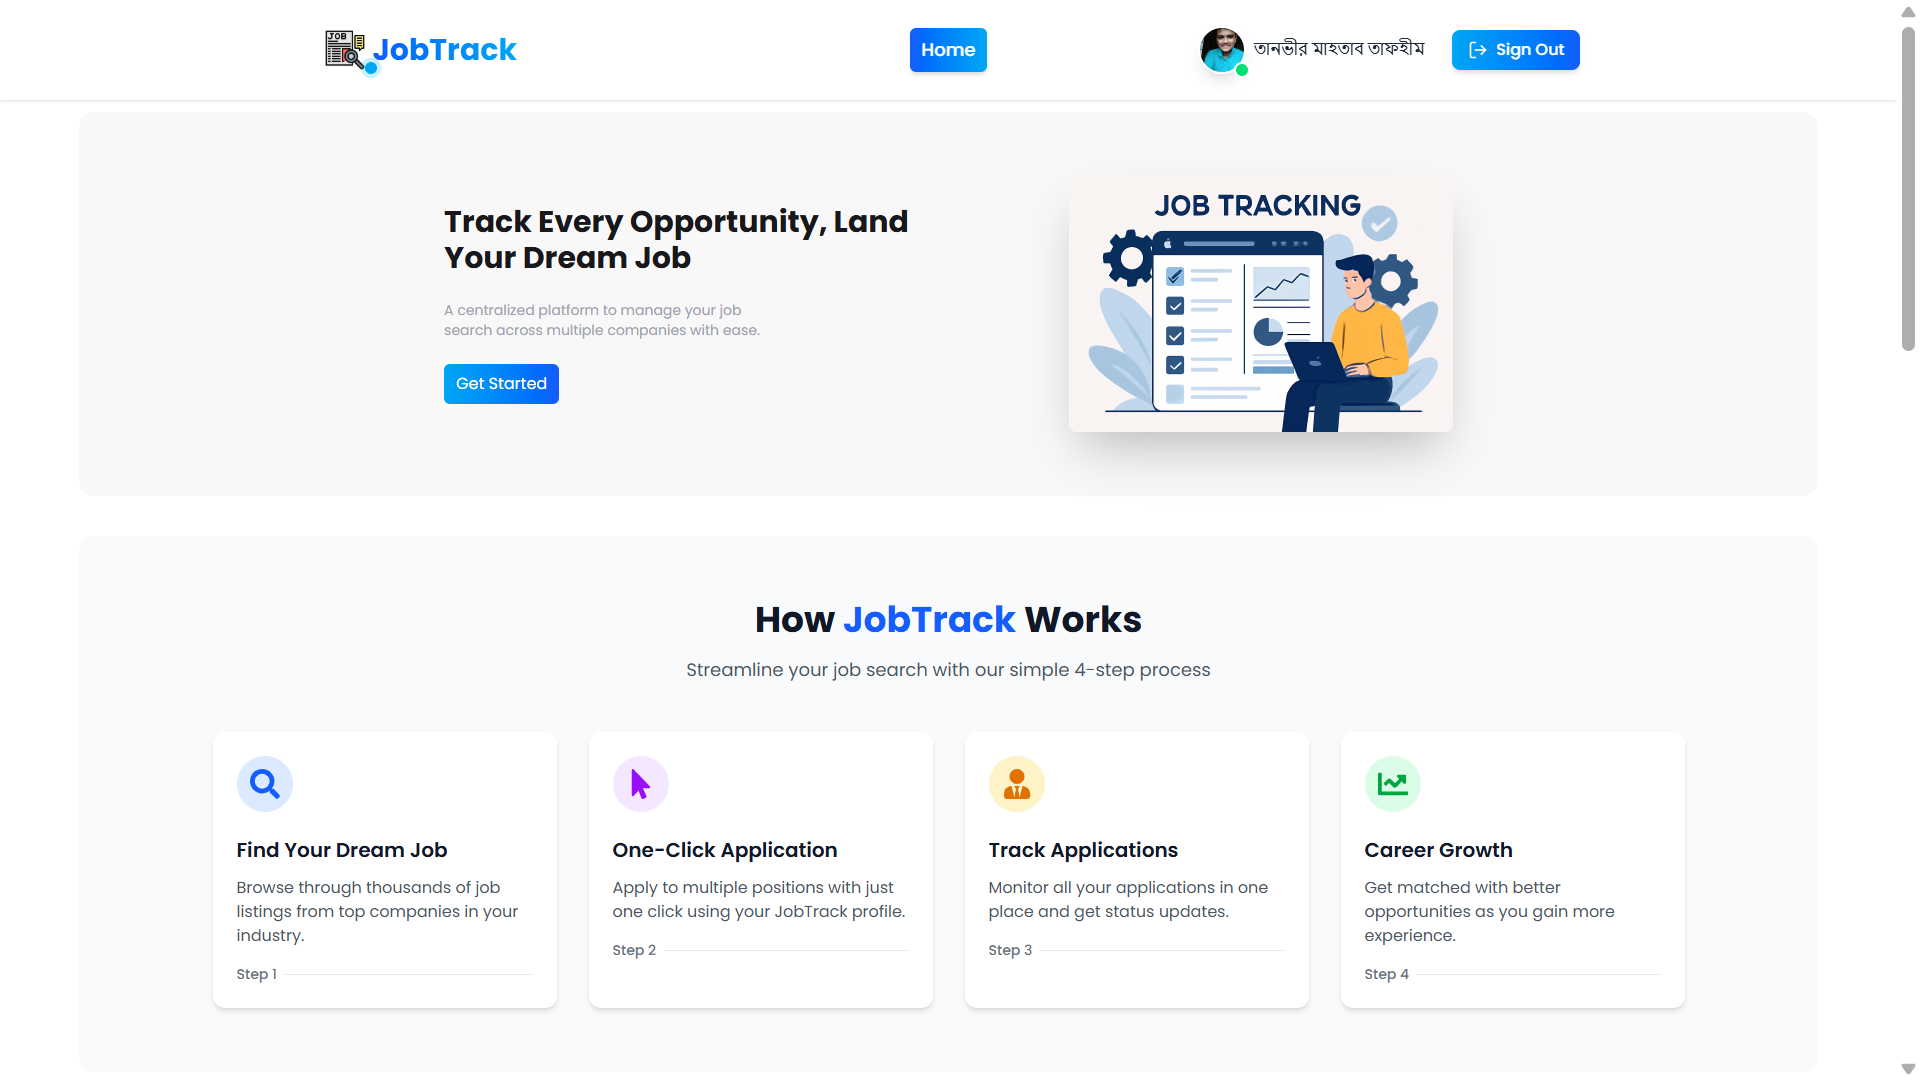 JOB
JobTrack
Home
তানভীর মাহতাব তাফহীম
Sign Out
Track Every Opportunity, Land
Your Dream Job
A centralized platform to manage your job
search across multiple companies with ease.
Get Started
JOB TRACKING
How JobTrack Works
Streamline your job search with our simple 4-step process
Find Your Dream Job
Browse through thousands of job
listings from top companies in your
industry.
Step 1
One-Click Application
Apply to multiple positions with just
one click using your JobTrack profile.
Step 2
Track Applications
Monitor all your applications in one
place and get status updates.
Step 3
Career Growth
Get matched with better
opportunities as you gain more
experience.
Step 4